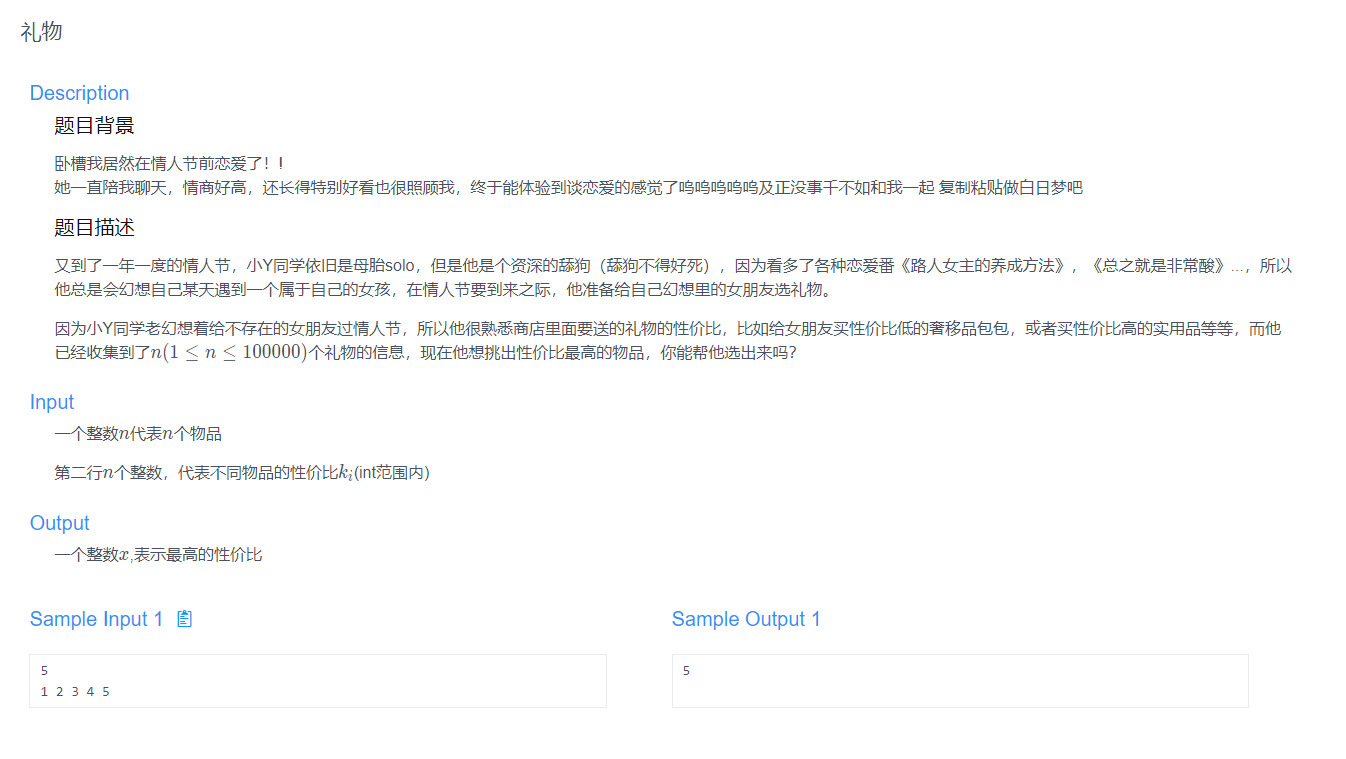 礼物
Description
题目背景
卧槽我居然在情人节前恋爱了！!
她一直陪我聊天，情商好高，还长得特别好看也很照顾我，终于能体验到谈恋爱的感觉了呜呜呜呜呜及正没事千不如和我一起 复制粘贴做白日梦吧
题目描述
又到了一年一度的情人节，小Y同学依旧是母胎solo，但是他是个资深的舔狗（舔狗不得好死），因为看多了各种恋爱番《路人女主的养成方法》，《总之就是非常酸》...，所以
他总是会幻想自己某天遇到一个属于自己的女孩，在情人节要到来之际，他准备给自己幻想里的女朋友选礼物。
因为小Y同学老幻想着给不存在的女朋友过情人节，所以他很熟悉商店里面要送的礼物的性价比，比如给女朋友买性价比低的奢移品包包，或者买性价比高的实用品等等，而他
已经收集到了n(1 ≤ n ≤ 100000)个礼物的信息，现在他想挑出性价比最高的物品，你能帮他选出来吗？
Input
一个整数n代表n个物品
第二行n个整数，代表不同物品的性价比k_i(int范围内)
Output
一个整数x,表示最高的性价比
Sample Input 1
Sample Output 1
5
1 2 3 4 5
5